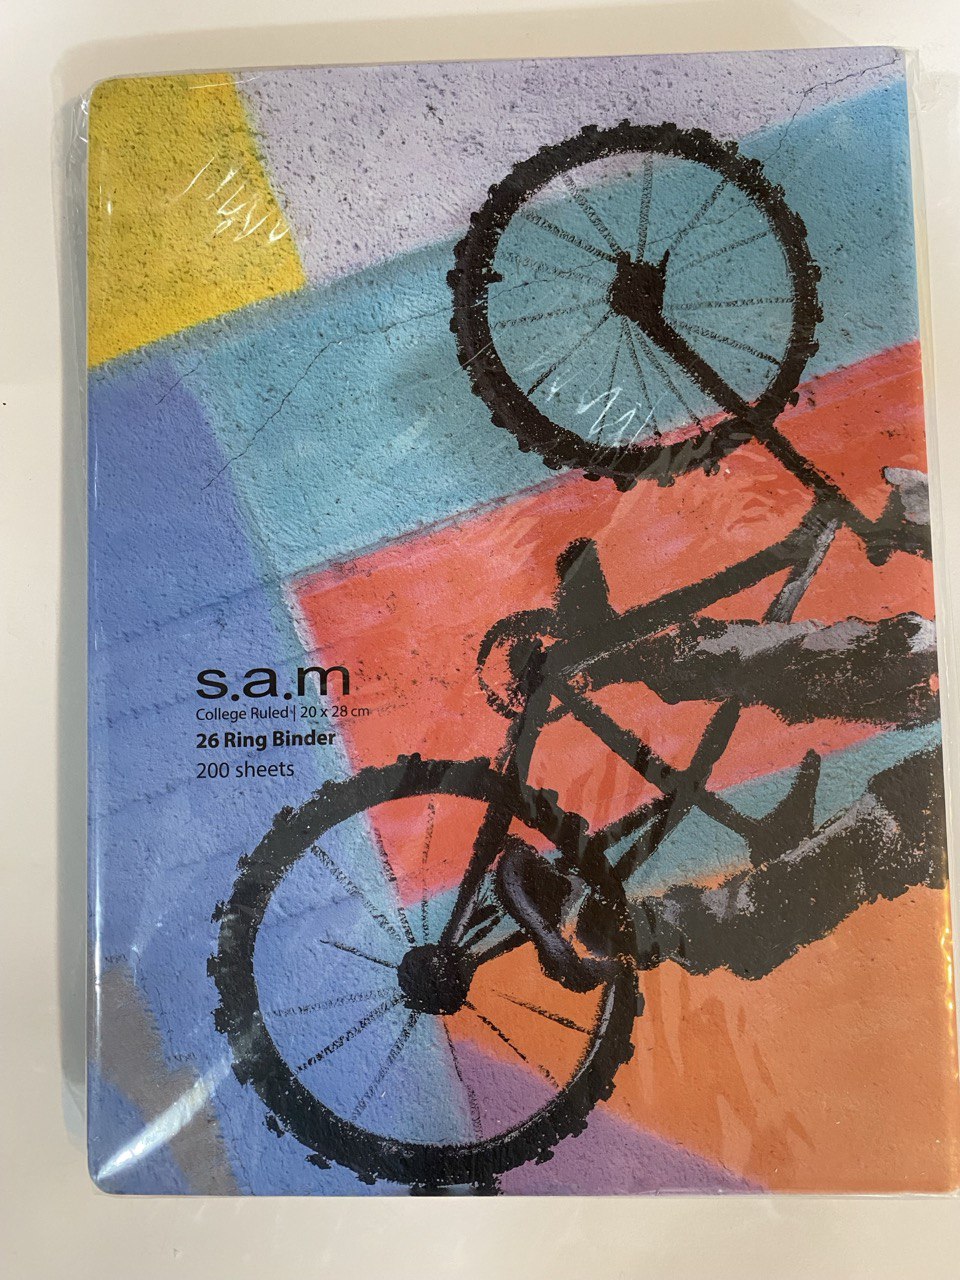 s.a.m
College Ruled | 20 x 28 cm
26 Ring Binder
200 sheets